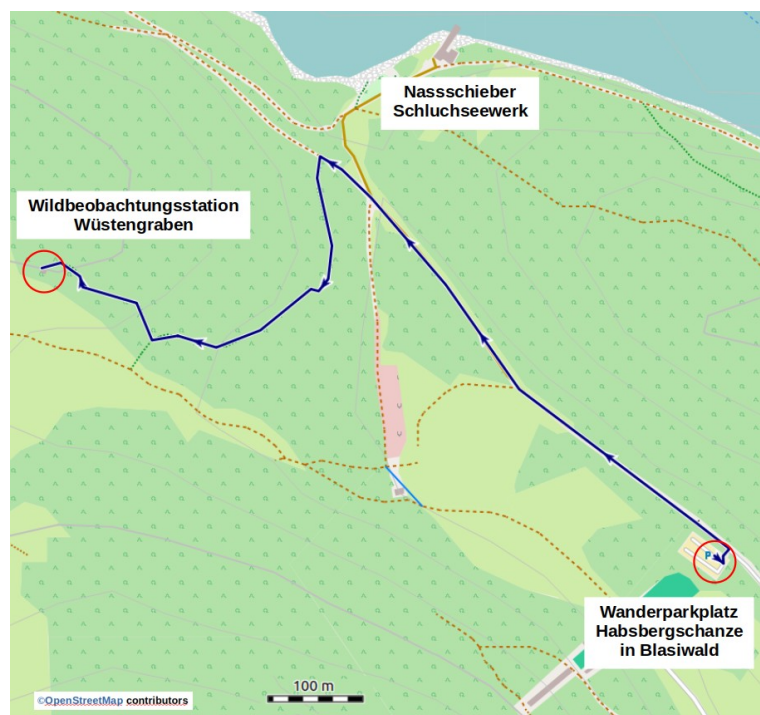 Nassschieber
Schluchseewerk
Wildbeobachtungsstation
Wüstengraben
P
Wanderparkplatz
Habsbergschanze
in Blasiwald
100 m
©OpenStreetMap contributors